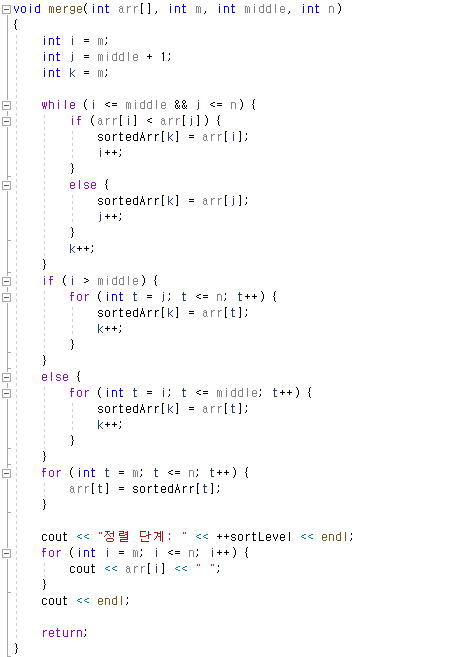 void merge(int arr[], int m, int middle, int n)
{
    int i = m;
    int j = middle + 1;
    int k = m;

    while (i <= middle && j <= n) {
        if (arr[i] < arr[j]) {
            sortedArr[k] = arr[i];
            i++;
        }
        else {
            sortedArr[k] = arr[j];
            j++;
        }
        k++;
    }
    if (i > middle) {
        for (int t = j; t <= n; t++) {
            sortedArr[k] = arr[t];
            k++;
        }
    }
    else {
        for (int t = i; t <= middle; t++) {
            sortedArr[k] = arr[t];
            k++;
        }
    }
    for (int t = m; t <= n; t++) {
        arr[t] = sortedArr[t];
    }

    cout << "정렬 단계: " << ++sortLevel << endl;
    for (int i = m; i <= n; i++) {
        cout << arr[i] << " ";
    }
    cout << endl;

    return;
}